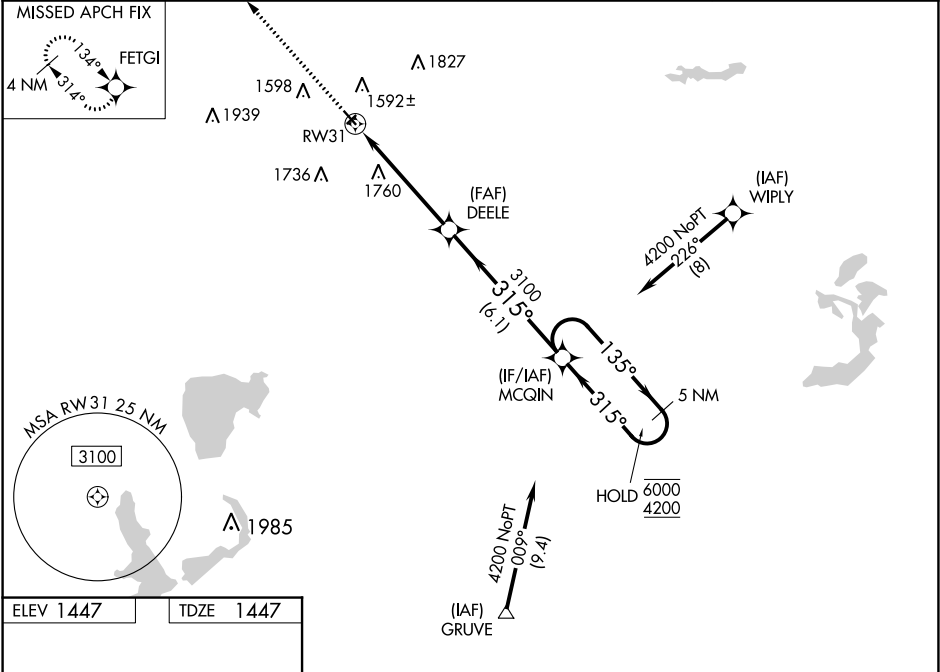 MISSED APCH FIX
FETGI
134°
314°
4 NM
1827
1598
1592±
1939
RW31
1736
1760
(FAF)
DEELE
(IAF)
WIPLY
4200 NoPT
226°
(8)
3100
315°
(6.1)
(IF/IAF)
MCQIN
135°
315°
5 NM
HOLD 6000
4200
MSA RW31 25 NM
3100
1985
4200 NoPT
009°
(9.4)
(IAF)
GRUVE
ELEV 1447
TDZE 1447